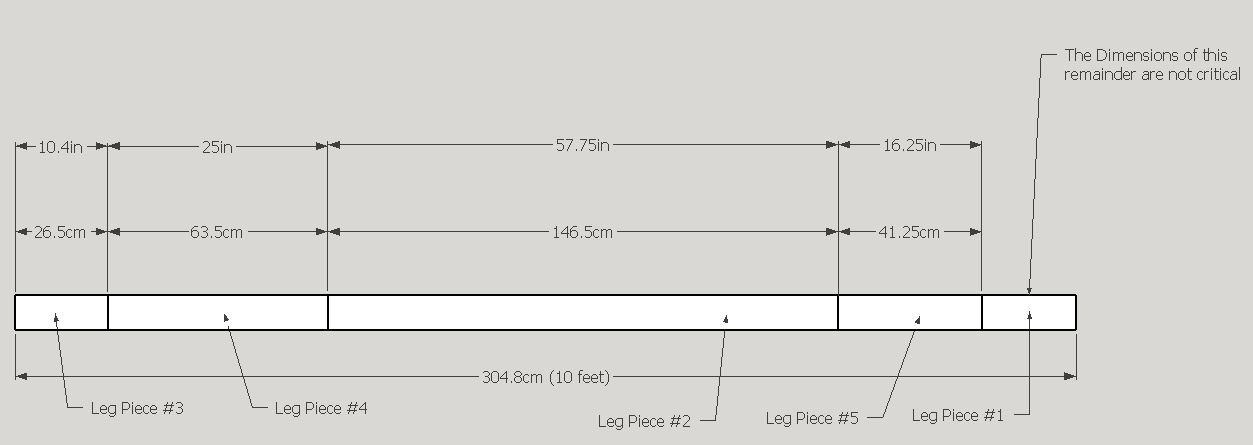 The Dimensions of this
remainder are not critical
10.4in 25in 57.75in 16.25in
26.5cm 63.5cm 146.5cm 41.25cm
304.8cm (10 feet)
Leg Piece #3 Leg Piece #4 Leg Piece #2 Leg Piece #5 Leg Piece #1